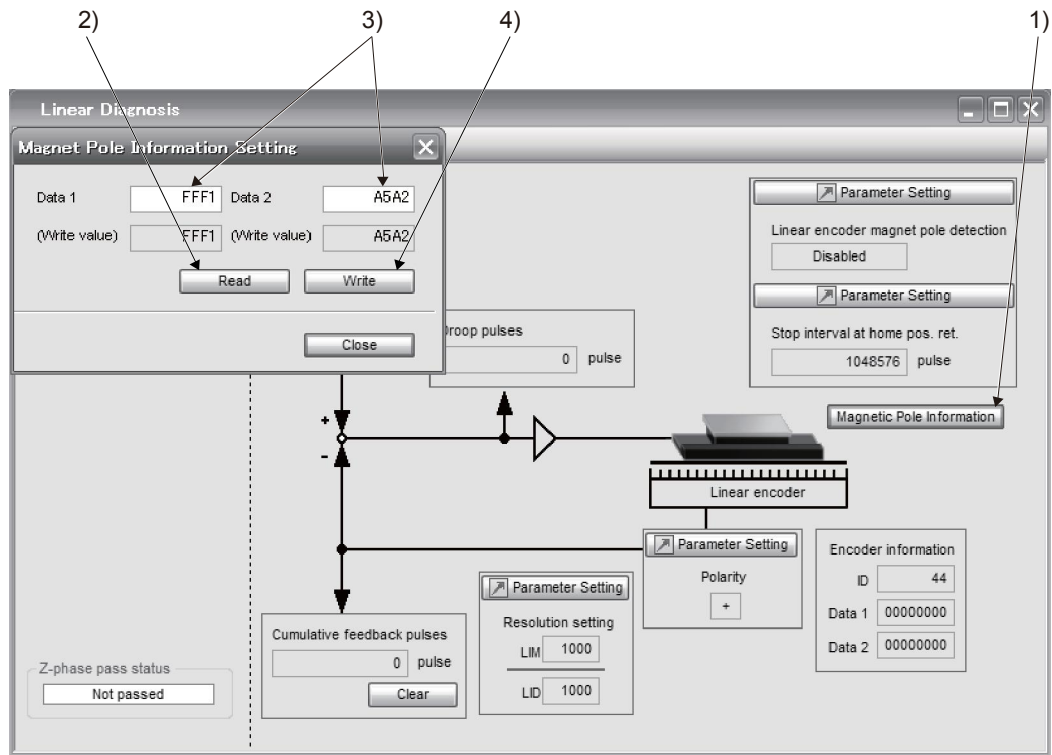 2) 3) 4) 1)
Linear Diagnosis
Magnet Pole Information Setting
Data 1 FFF1 Data 2 A5A2
(Write value) FFF1 (Write value) A5A2
Read Write
Close
Parameter Setting
Linear encoder magnet pole detection
Disabled
Parameter Setting
Stop interval at home pos. ret.
1048576 pulse
Magnetic Pole Information
roop pulses
0 pulse
+
-
Linear encoder
Parameter Setting
Polarity
+
Encoder information
ID 44
Data 1 00000000
Data 2 00000000
Parameter Setting
Resolution setting
LIM 1000
LID 1000
Cumulative feedback pulses
0 pulse
Clear
Z-phase pass status
Not passed